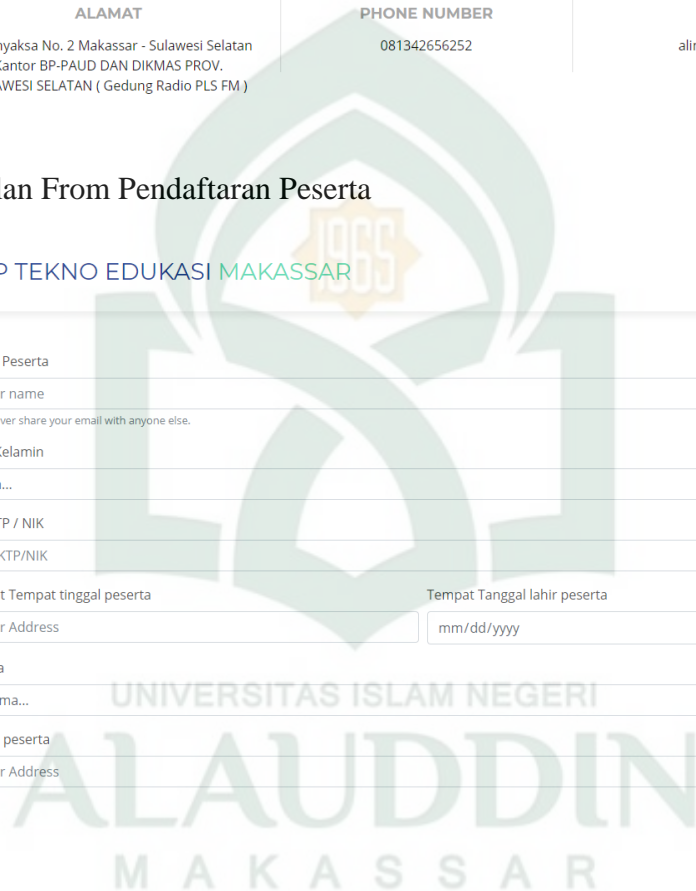 ALAMAT
PHONE NUMBER
nyaksa No. 2 Makassar - Sulawesi Selatan
081342656252
Kantor BP-PAUD DAN DIKMAS PROV.
AWESI SELATAN ( Gedung Radio PLS FM )
lan From Pendaftaran Peserta
1965
P TEKNO EDUKASI MAKASSAR
Peserta
r name
ver share your email with anyone else.
Kelamin
TP / NIK
KTP/NIK
t Tempat tinggal peserta
Tempat Tanggal lahir peserta
r Address
mm/dd/yyyy
a
ma...
UNIVERSITAS ISLAM NEGERI
peserta
r Address
ALAUDDIN
MAKASSAR